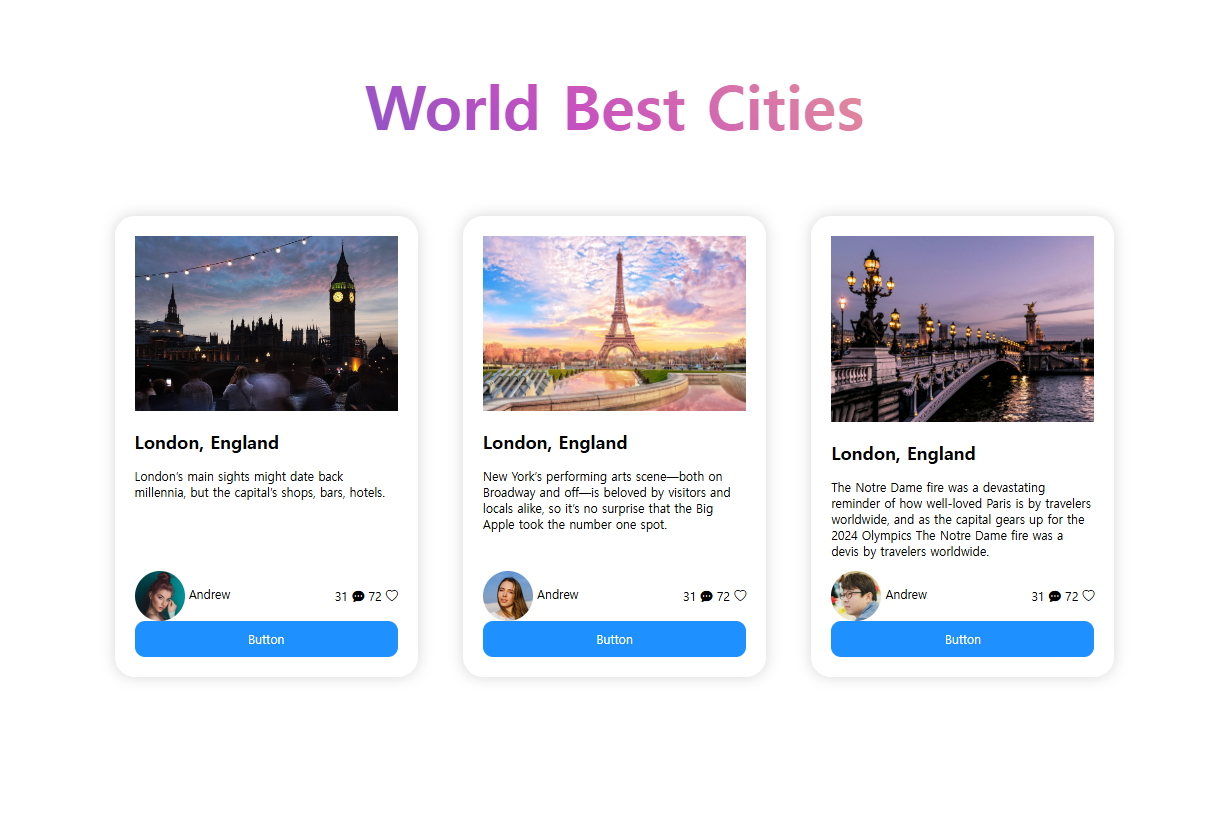 World Best Cities
London, England
London's main sights might date back
millennia, but the capital's shops, bars, hotels.
Andrew
31 72
Button
London, England
New York's performing arts scene—both on
Broadway and off—is beloved by visitors and
locals alike, so it's no surprise that the Big
Apple took the number one spot.
Andrew
31 72
Button
London, England
The Notre Dame fire was a devastating
reminder of how well-loved Paris is by travelers
worldwide, and as the capital gears up for the
2024 Olympics The Notre Dame fire was a
devis by travelers worldwide.
Andrew
31 72
Button